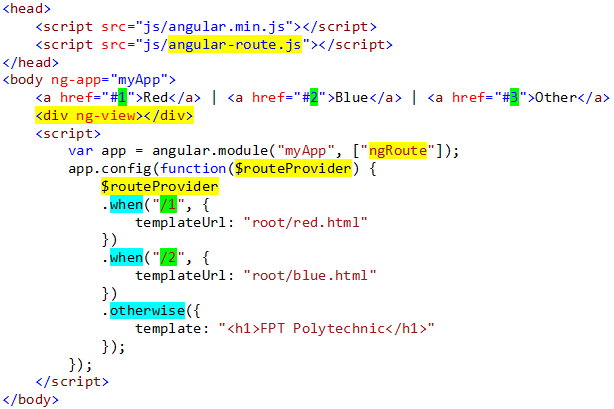 <head>
    <script src="js/angular.min.js"></script>
    <script src="js/angular-route.js"></script>
</head>
<body ng-app="myApp">
    <a href="#1">Red</a> | <a href="#2">Blue</a> | <a href="#3">Other</a>
    <div ng-view></div>
    <script>
        var app = angular.module("myApp", ["ngRoute"]);
        app.config(function($routeProvider) {
            $routeProvider
            .when("/1", {
                templateUrl: "root/red.html"
            })
            .when("/2", {
                templateUrl: "root/blue.html"
            })
            .otherwise({
                template: "<h1>FPT Polytechnic</h1>"
            });
        });
    </script>
</body>